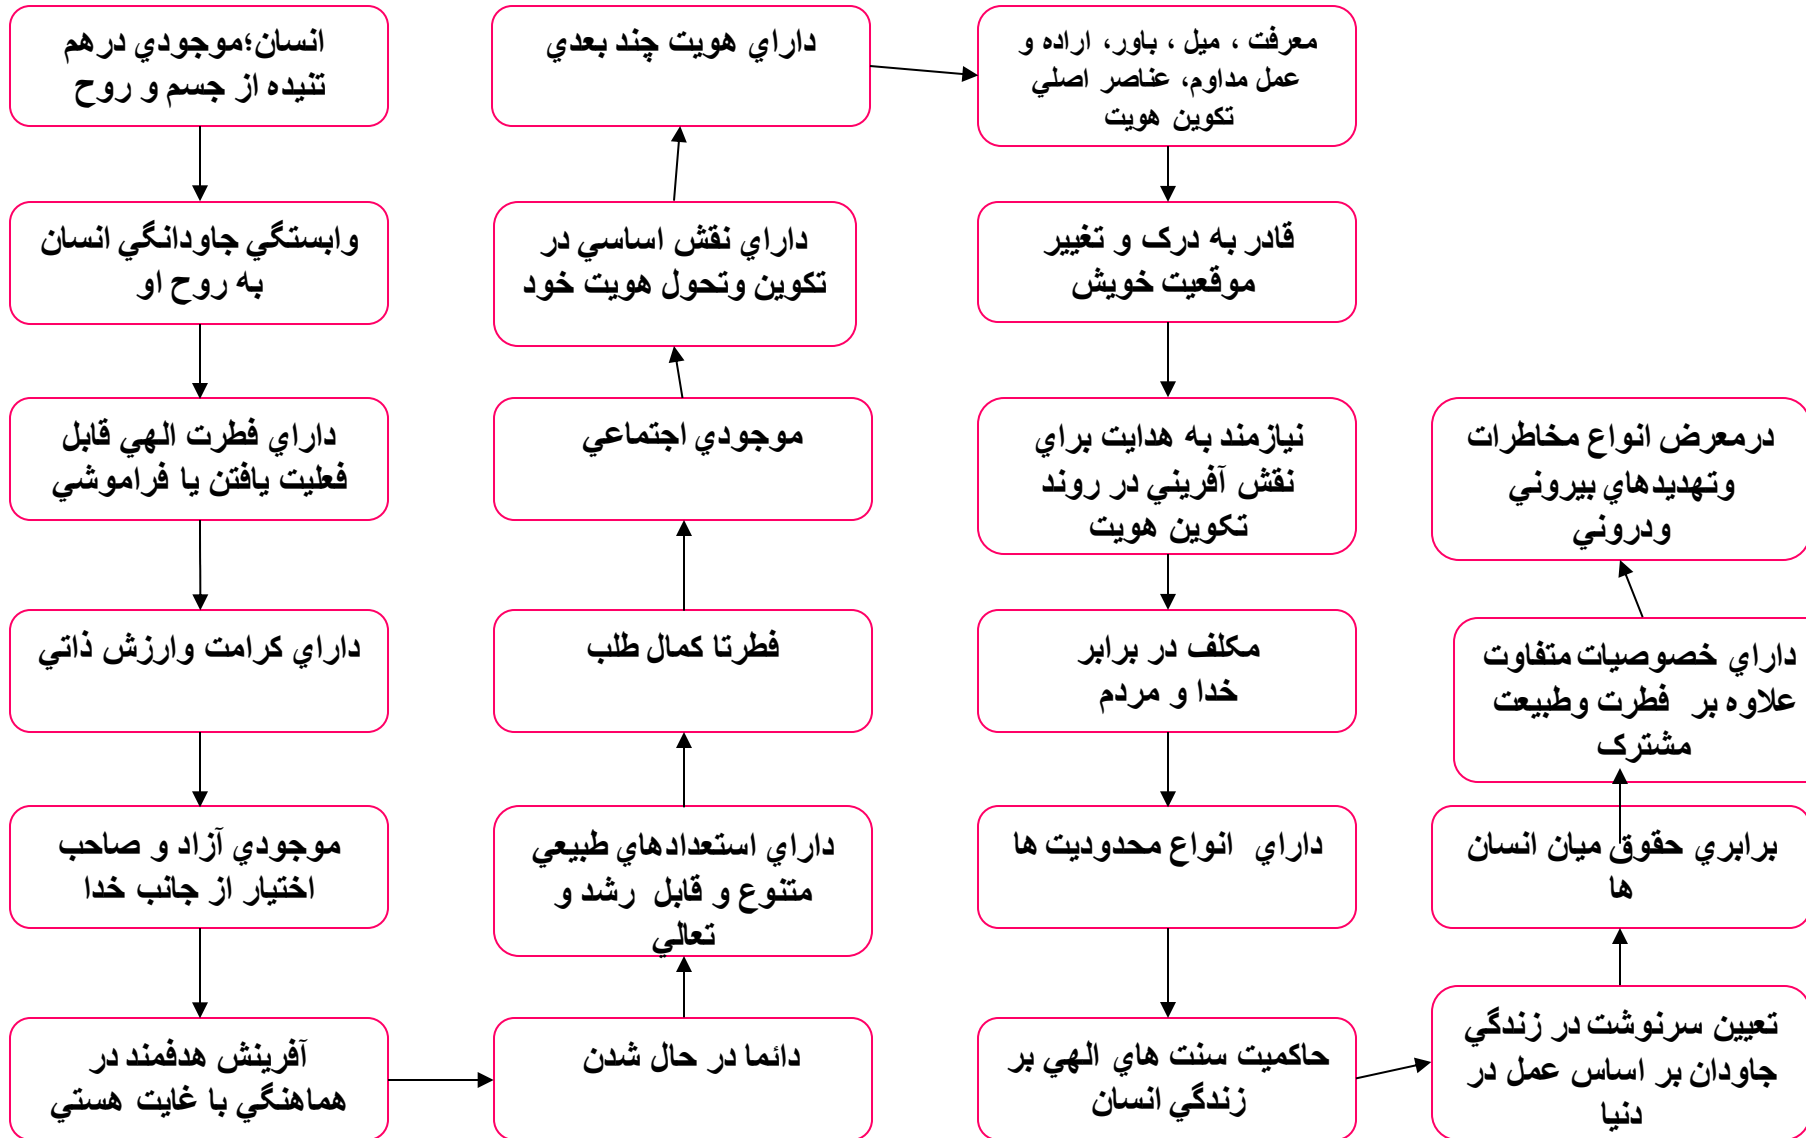 انسان؛موجودي درهم
تنيده از جسم و روح
وابستگي جاودانگي انسان
به روح او
داراي فطرت الهي قابل
فعليت يافتن يا فراموشي
داراي كرامت وارزش ذاتي
موجودي آزاد و صاحب
اختيار از جانب خدا
آفرينش هدفمند در
هماهنگي با غايت هستي
دائما در حال شدن
داراي استعدادهاي طبيعي
متنوع و قابل رشد و
تعالي
فطرتا كمال طلب
موجودي اجتماعي
داراي نقش اساسي در
تكوين وتحول هويت خود
داراي هويت چند بعدي
معرفت ، ميل ، باور، اراده و
عمل مداوم، عناصر اصلي
تكوين هويت
قادر به درک و تغيير
موقعيت خويش
نيازمند به هدايت براي
نقش آفريني در روند
تكوين هويت
مكلف در برابر
خدا و مردم
داراي انواع محدوديت ها
حاكميت سنت هاي الهي بر
زندگي انسان
تعيين سرنوشت در زندگي
جاودان بر اساس عمل در
دنيا
برابري حقوق ميان انسان
ها
داراي خصوصيات متفاوت
علاوه بر فطرت وطبيعت
مشترک
درمعرض انواع مخاطرات
وتهديدهاي بيروني
ودروني